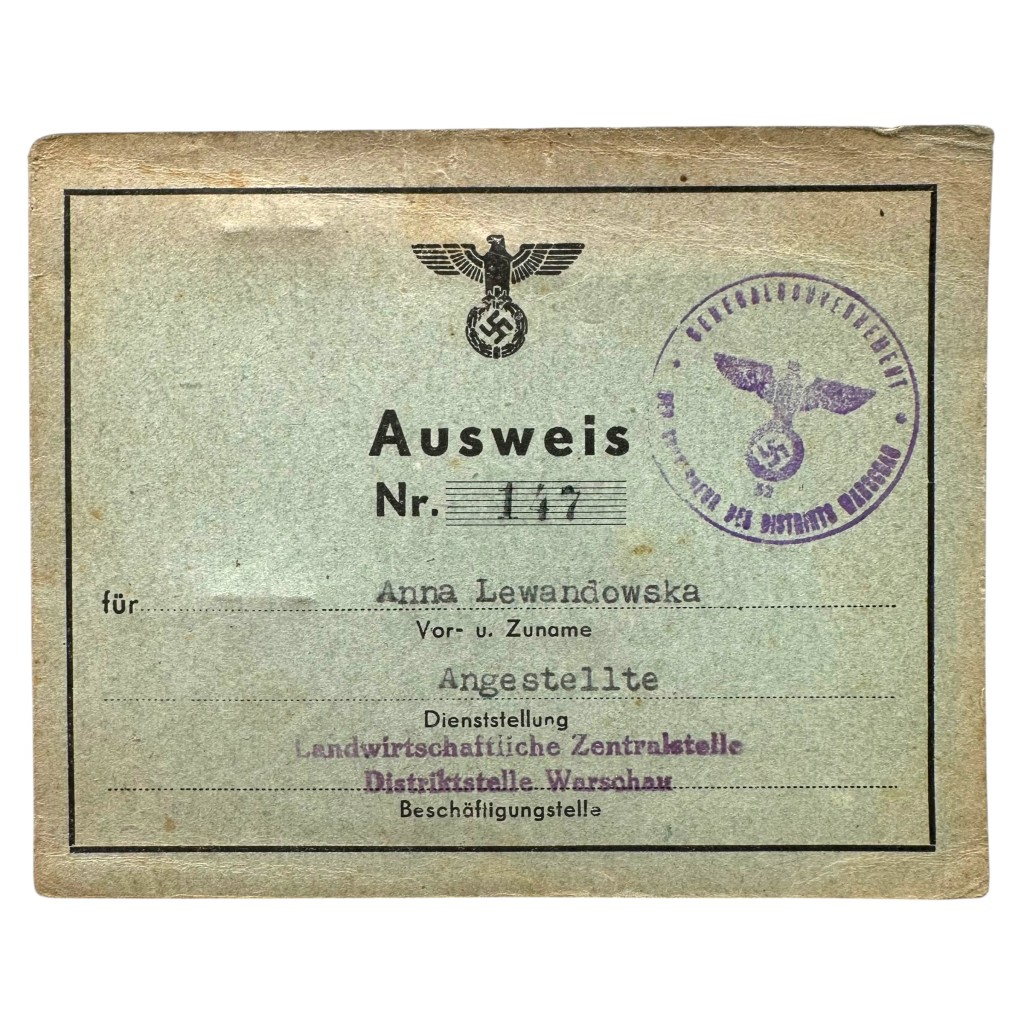 Ausweis
Nr. 147
GENERALGOUVERNEMENT
DES DISTRIKTS WARSCHAU
52
für Anna Lewandowska
Vor- u. Zuname
Angestellte
Dienststellung
Landwirtschaftliche Zentralstelle
Distriktstelle Warschau
Beschäftigungstelle